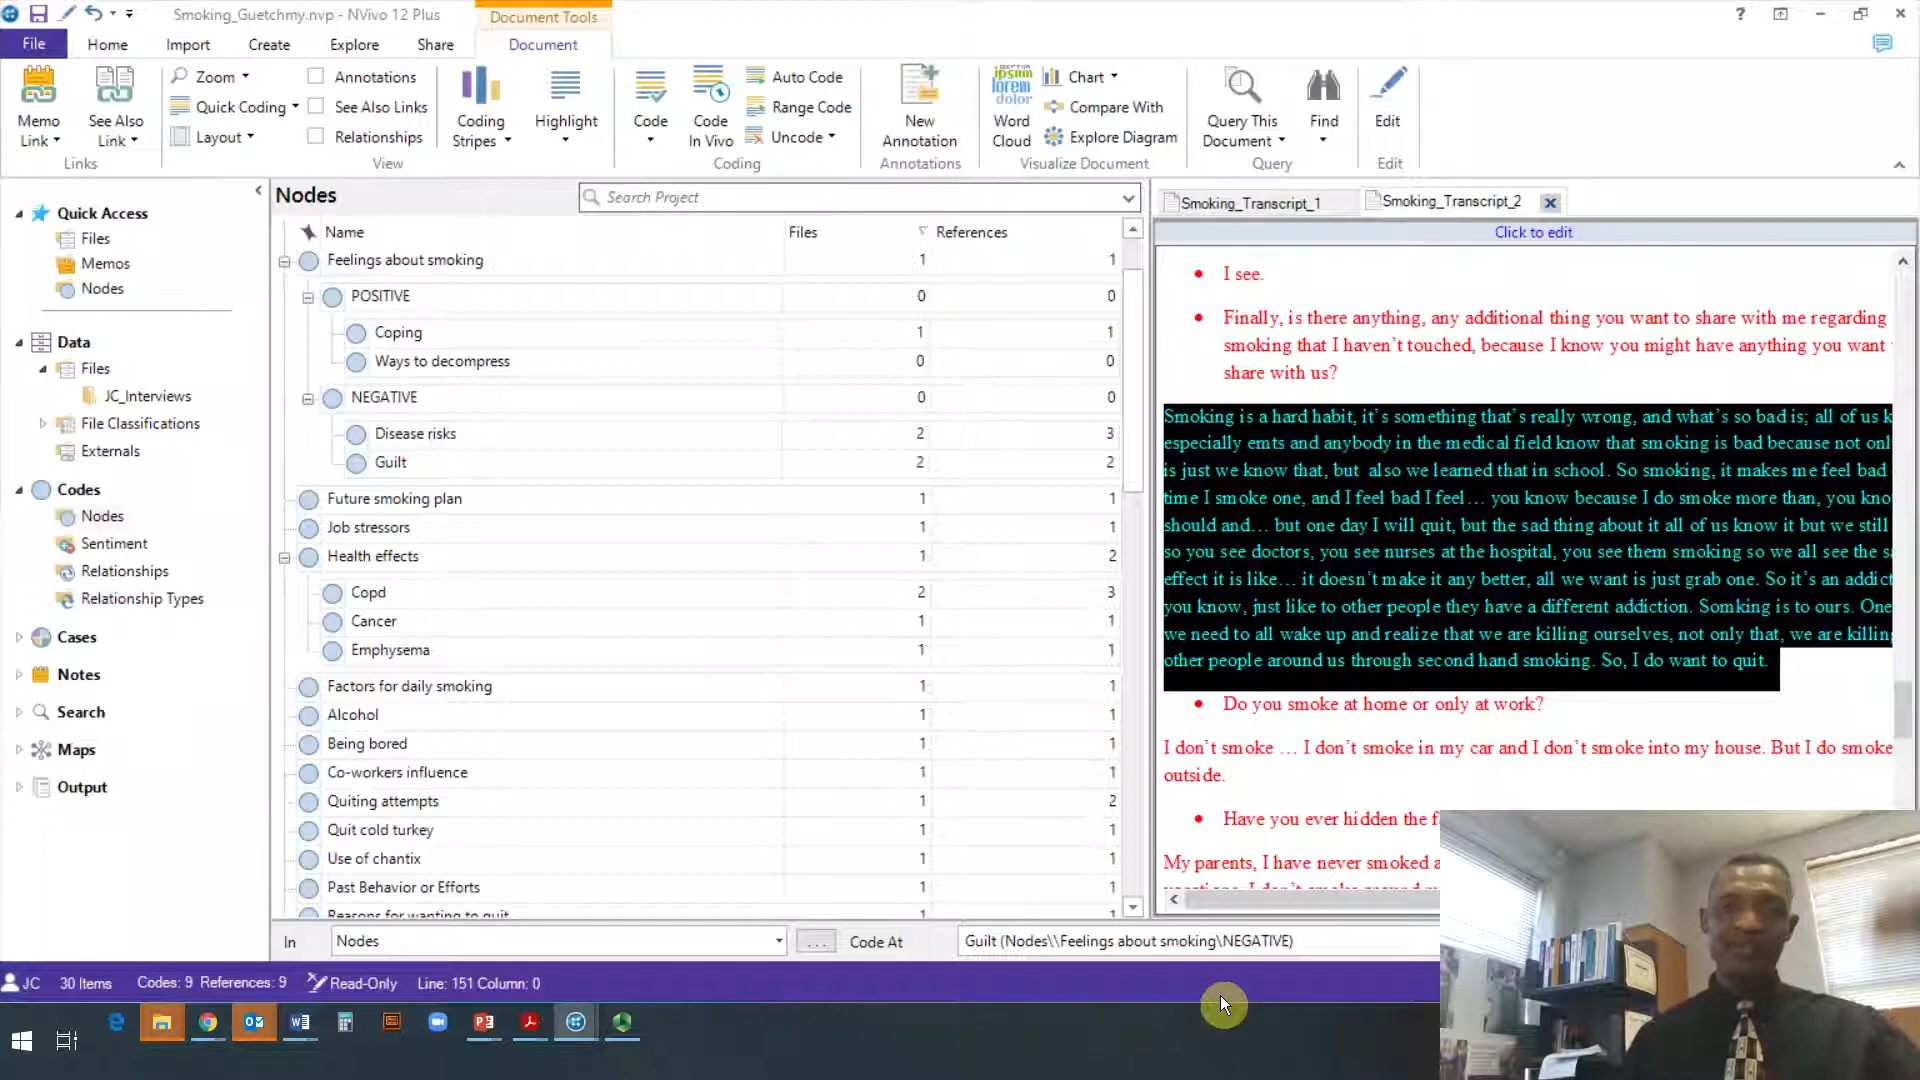 Smoking_Guetchmy.nvp - NVivo 12 Plus
Document Tools
File
Home
Import
Create
Explore
Share
Document
Memo Link
See Also Link
Links
Zoom
Quick Coding
Layout
Annotations
See Also Links
Relationships
View
Coding Stripes
Highlight
Code
Code In Vivo
Auto Code
Range Code
Uncode
Coding
New Annotation
Annotations
Word Cloud
Chart
Compare With
Explore Diagram
Visualize Document
Query This Document
Find
Query
Edit
Edit
Quick Access
Files
Memos
Nodes
Data
Files
JC_Interviews
File Classifications
Externals
Codes
Nodes
Sentiment
Relationships
Relationship Types
Cases
Notes
Search
Maps
Output
Nodes
Search Project
Name Files References
Feelings about smoking 1 1
POSITIVE 0 0
Coping 1 1
Ways to decompress 0 0
NEGATIVE 0 0
Disease risks 2 3
Guilt 2 2
Future smoking plan 1 1
Job stressors 1 1
Health effects 1 2
Copd 2 3
Cancer 1 1
Emphysema 1 1
Factors for daily smoking 1 1
Alcohol 1 1
Being bored 1 1
Co-workers influence 1 1
Quiting attempts 1 2
Quit cold turkey 1 1
Use of chantix 1 1
Past Behavior or Efforts 1 1
Reasons for wanting to quit 1 1
Smoking_Transcript_1
Smoking_Transcript_2
Click to edit
• I see.
• Finally, is there anything, any additional thing you want to share with me regarding
smoking that I haven't touched, because I know you might have anything you want
share with us?
Smoking is a hard habit, it's something that's really wrong, and what's so bad is; all of us k
especially emts and anybody in the medical field know that smoking is bad because not onl
is just we know that, but also we learned that in school. So smoking, it makes me feel bad
time I smoke one, and I feel bad I feel… you know because I do smoke more than, you kno
should and… but one day I will quit, but the sad thing about it all of us know it but we still
so you see doctors, you see nurses at the hospital, you see them smoking so we all see the sa
effect it is like… it doesn't make it any better, all we want is just grab one. So it's an addict
you know, just like to other people they have a different addiction. Somking is to ours. One
we need to all wake up and realize that we are killing ourselves, not only that, we are killing
other people around us through second hand smoking. So, I do want to quit.
• Do you smoke at home or only at work?
I don't smoke … I don't smoke in my car and I don't smoke into my house. But I do smoke
outside.
• Have you ever hidden the f
My parents, I have never smoked a
In Nodes ... Code At Guilt (Nodes\\Feelings about smoking\NEGATIVE)
JC 30 Items Codes: 9 References: 9 Read-Only Line: 151 Column: 0